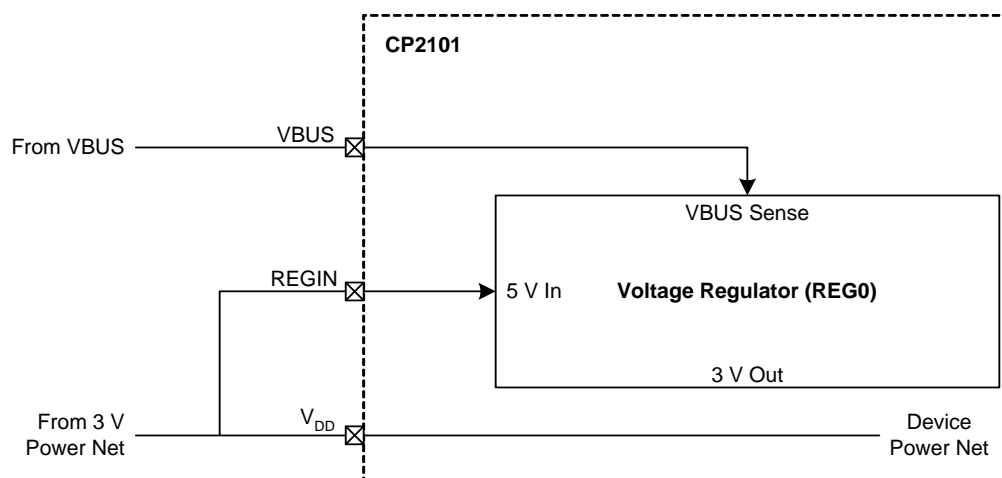 CP2101
VBUS
From VBUS
VBUS Sense
REGIN
5 V In
Voltage Regulator (REG0)
3 V Out
From 3 V
Power Net
VDD
Device
Power Net